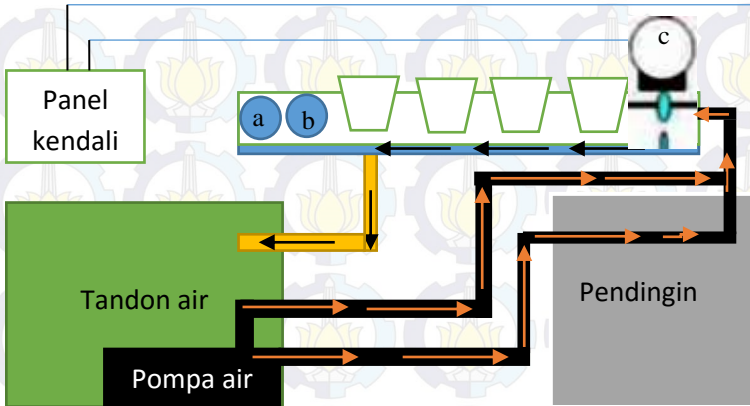 c
Panel
kendali
a
b
Tandon air
Pendingin
Pompa air